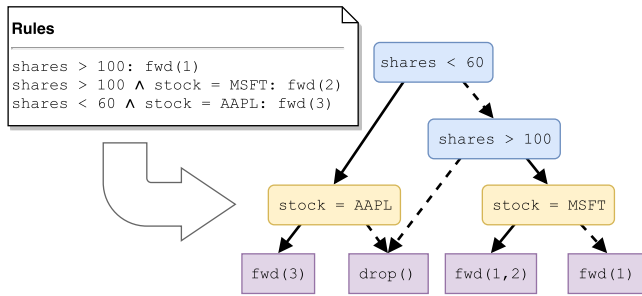 Rules
shares > 100: fwd(1)
shares > 100 ∧ stock = MSFT: fwd(2)
shares < 60 ∧ stock = AAPL: fwd(3)
shares < 60
shares > 100
stock = AAPL
stock = MSFT
fwd(3)
drop()
fwd(1,2)
fwd(1)